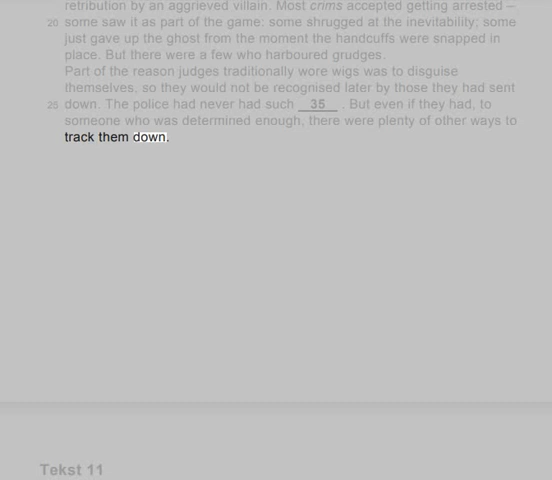 retribution by an aggrieved villain. Most crims accepted getting arrested –
20 some saw it as part of the game: some shrugged at the inevitability; some
just gave up the ghost from the moment the handcuffs were snapped in
place. But there were a few who harboured grudges.
Part of the reason judges traditionally wore wigs was to disguise
themselves, so they would not be recognised later by those they had sent
25 down. The police had never had such 35 . But even if they had, to
someone who was determined enough, there were plenty of other ways to
track them down.
Tekst 11